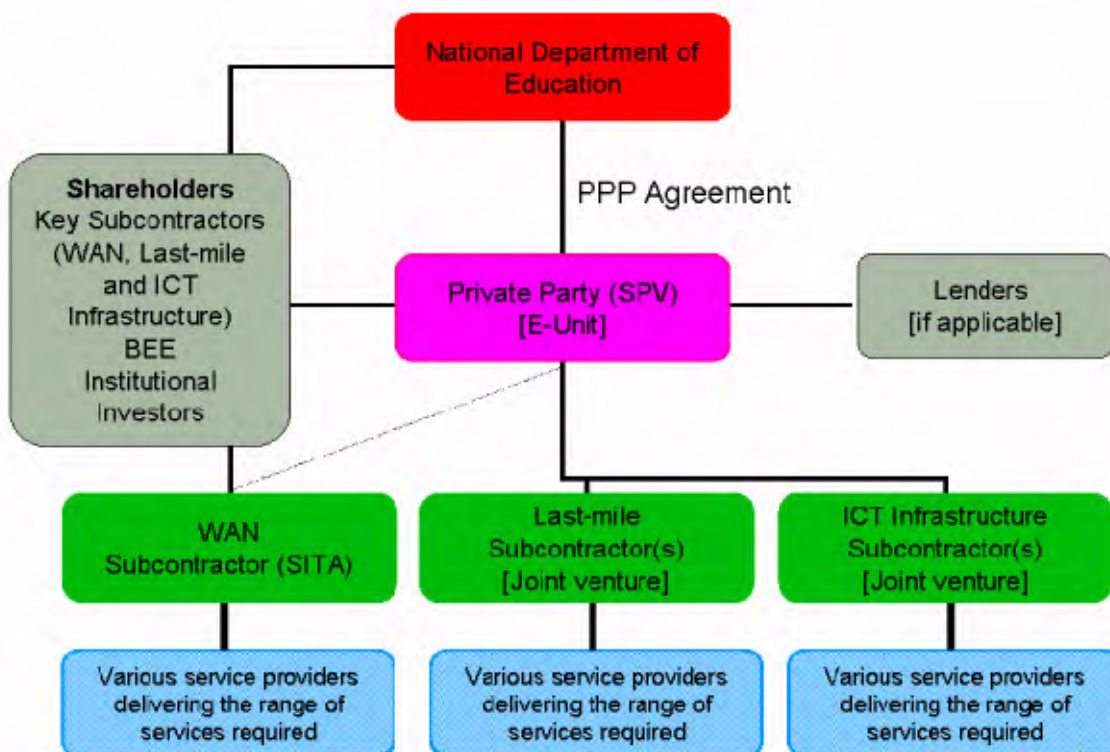 National Department of
Education
Shareholders
Key Subcontractors
(WAN, Last-mile
and ICT
Infrastructure)
BEE
Institutional
Investors
PPP Agreement
Private Party (SPV)
[E-Unit]
Lenders
[if applicable]
WAN
Subcontractor (SITA)
Last-mile
Subcontractor(s)
[Joint venture]
ICT Infrastructure
Subcontractor(s)
[Joint venture]
Various service providers
delivering the range of
services required
Various service providers
delivering the range of
services required
Various service providers
delivering the range of
services required